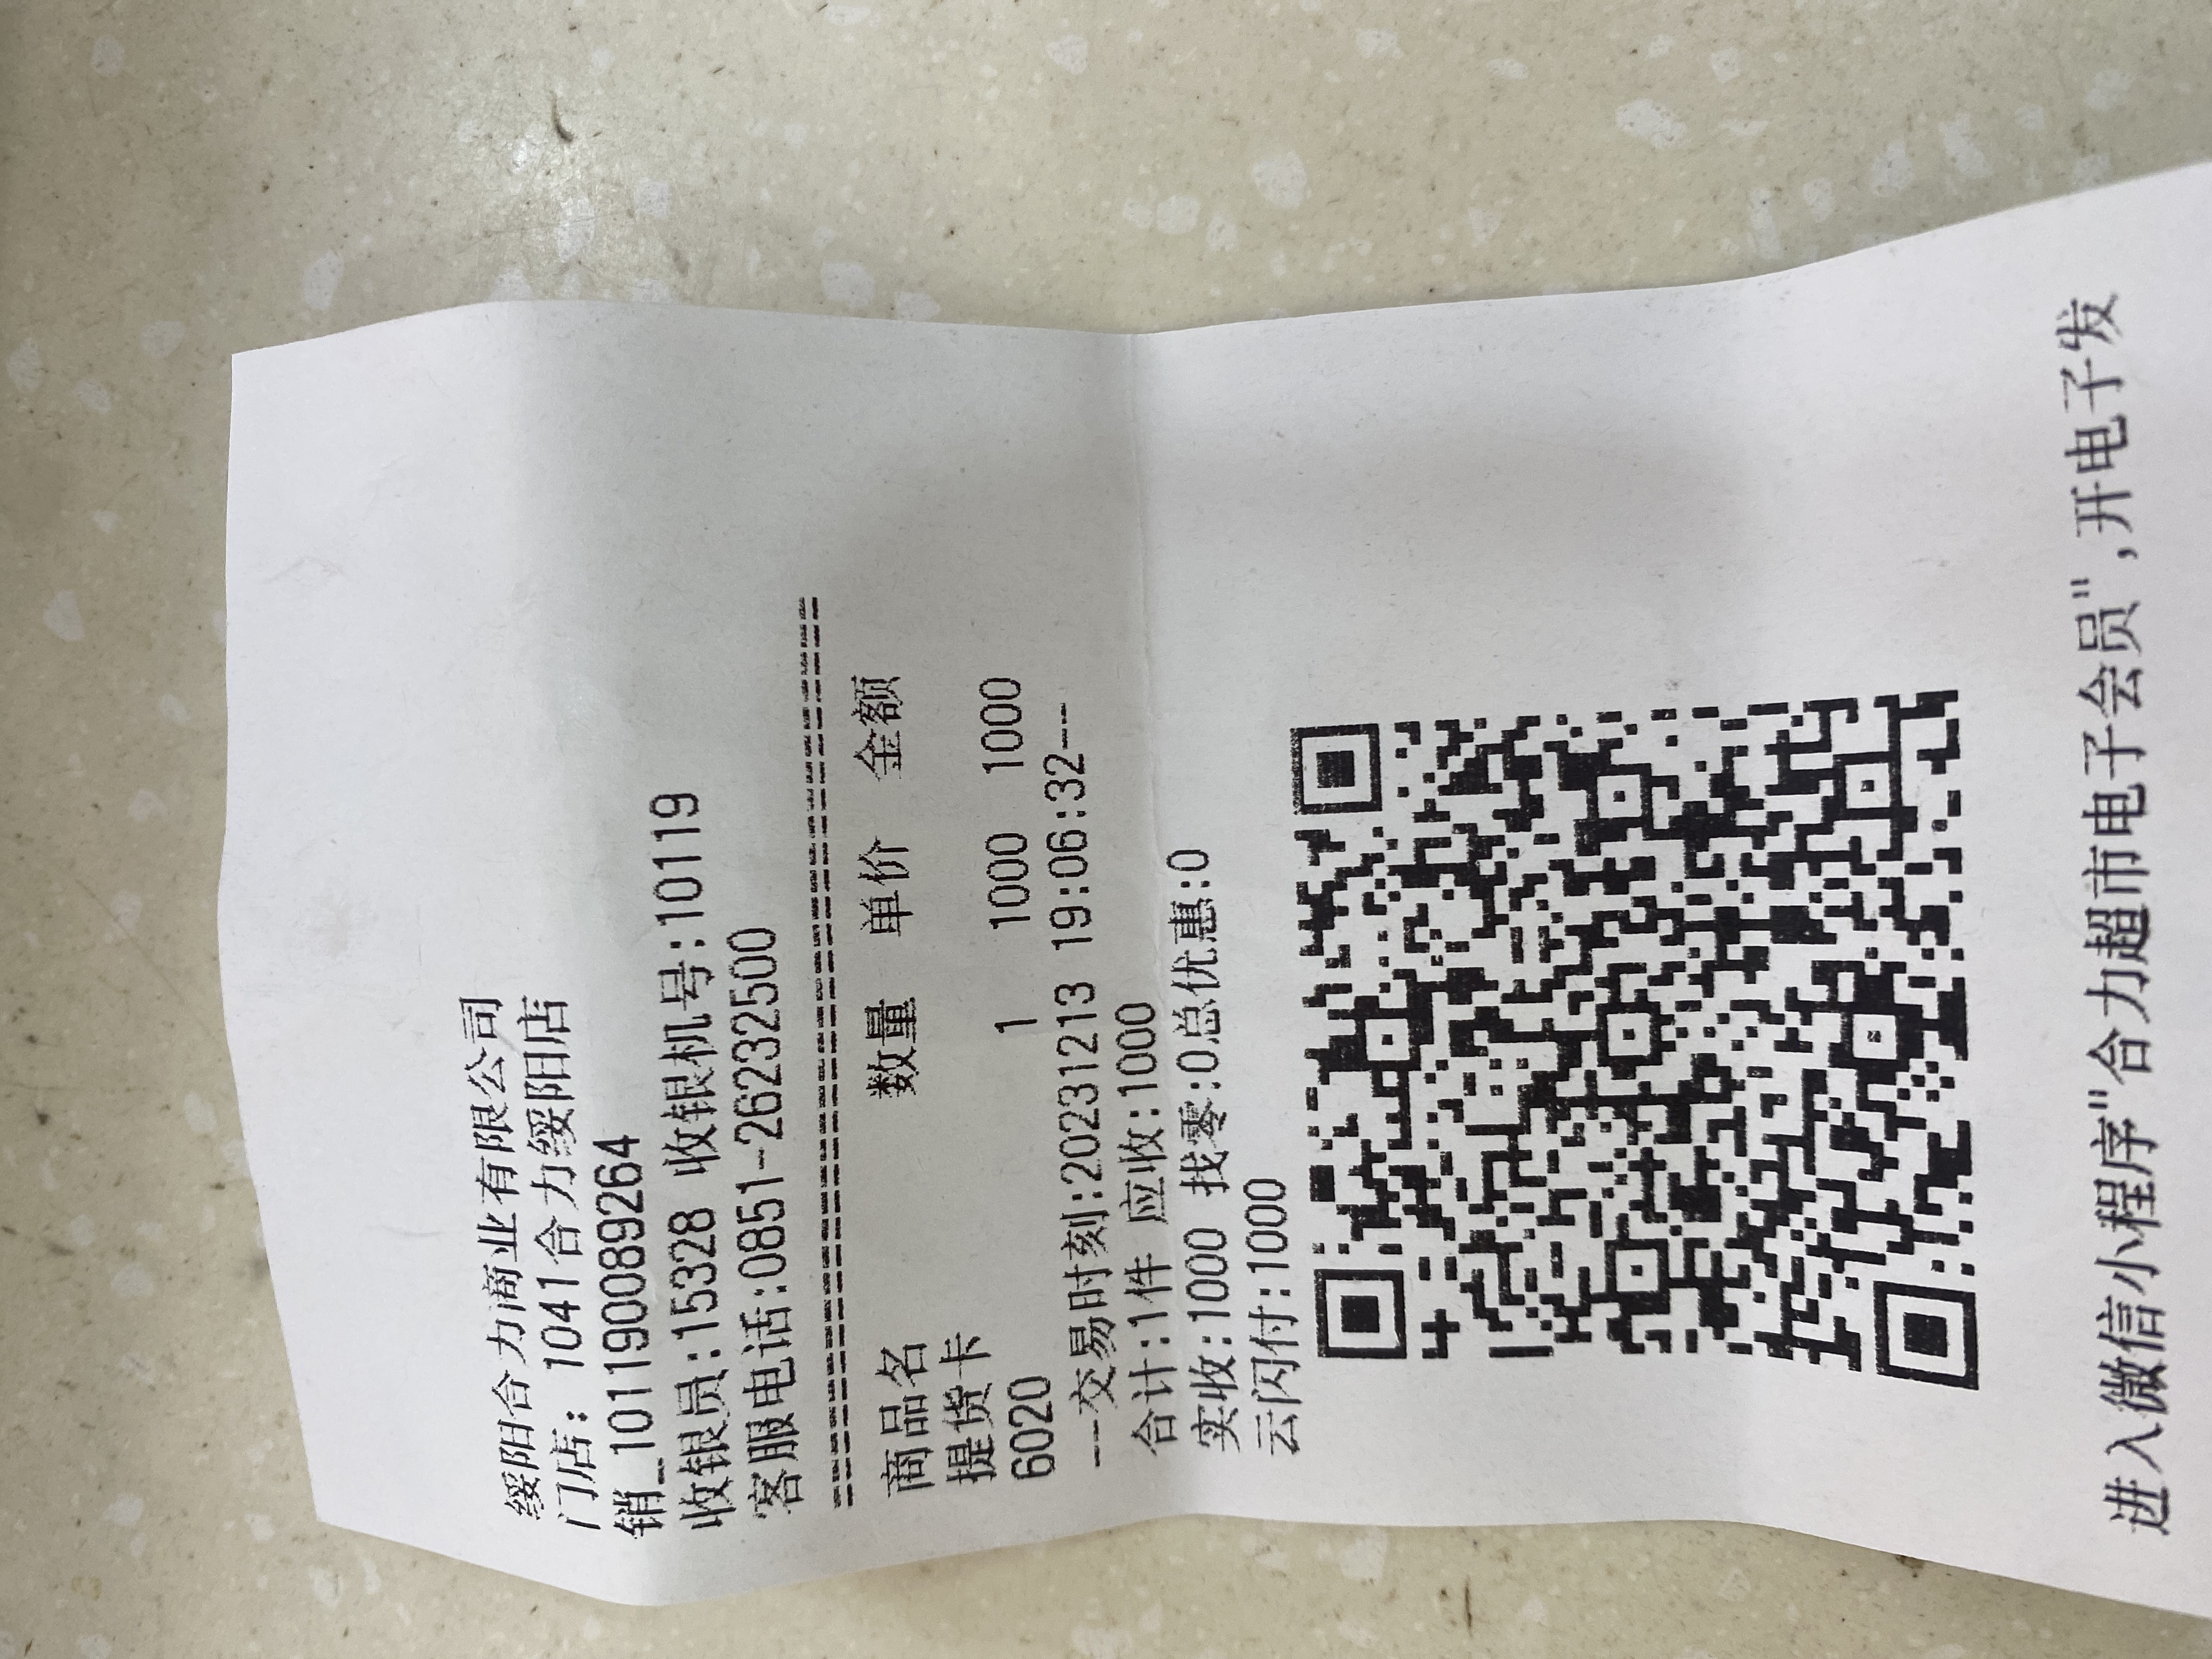 绥阳合力商业有限公司
门店: 1041合力绥阳店
销_101190089264
收银员:15328 收银机号:10119
客服电话:0851-26232500
========================================
商品名 数量 单价 金额
提货卡
6020 1 1000 1000
---交易时刻:20231213 19:06:32---
合计:1件 应收:1000
实收:1000 找零:0总优惠:0
云闪付:1000
进入微信小程序"合力超市电子会员",开电子发